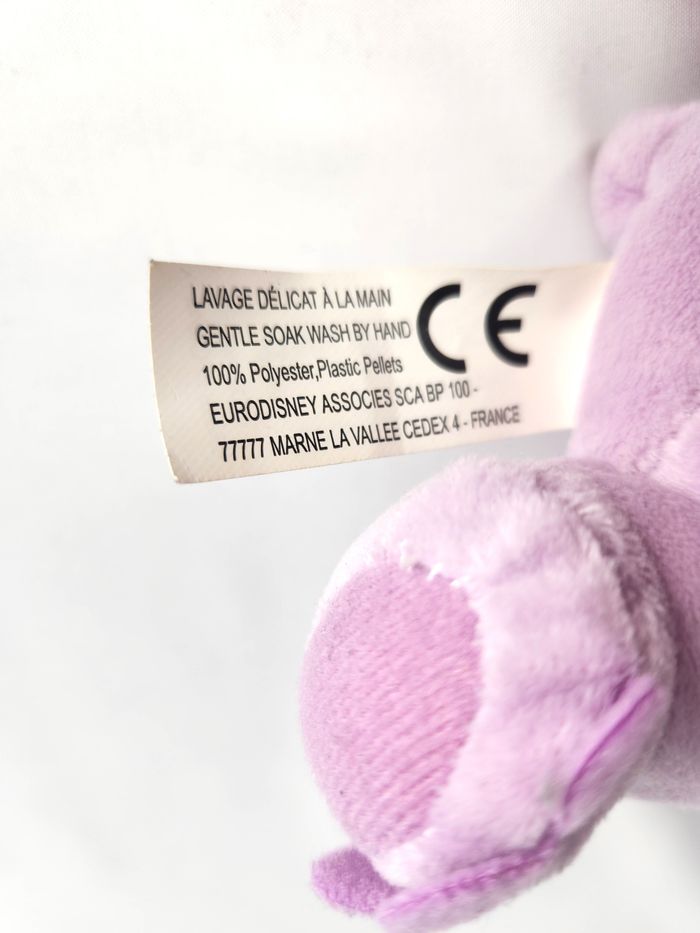 LAVAGE DÉLICAT À LA MAIN
GENTLE SOAK WASH BY HAND
100% Polyester,Plastic Pellets
EURODISNEY ASSOCIES SCA BP 100 -
77777 MARNE LA VALLEE CEDEX 4 - FRANCE
CE